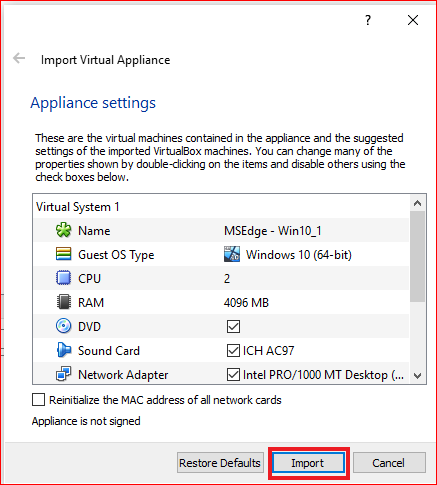 ?
Import Virtual Appliance
Appliance settings
These are the virtual machines contained in the appliance and the suggested
settings of the imported VirtualBox machines. You can change many of the
properties shown by double-clicking on the items and disable others using the
check boxes below.
Virtual System 1
Name MSEdge - Win10_1
Guest OS Type Windows 10 (64-bit)
CPU 2
RAM 4096 MB
DVD
Sound Card ICH AC97
Network Adapter Intel PRO/1000 MT Desktop (...
Reinitialize the MAC address of all network cards
Appliance is not signed
Restore Defaults Import Cancel